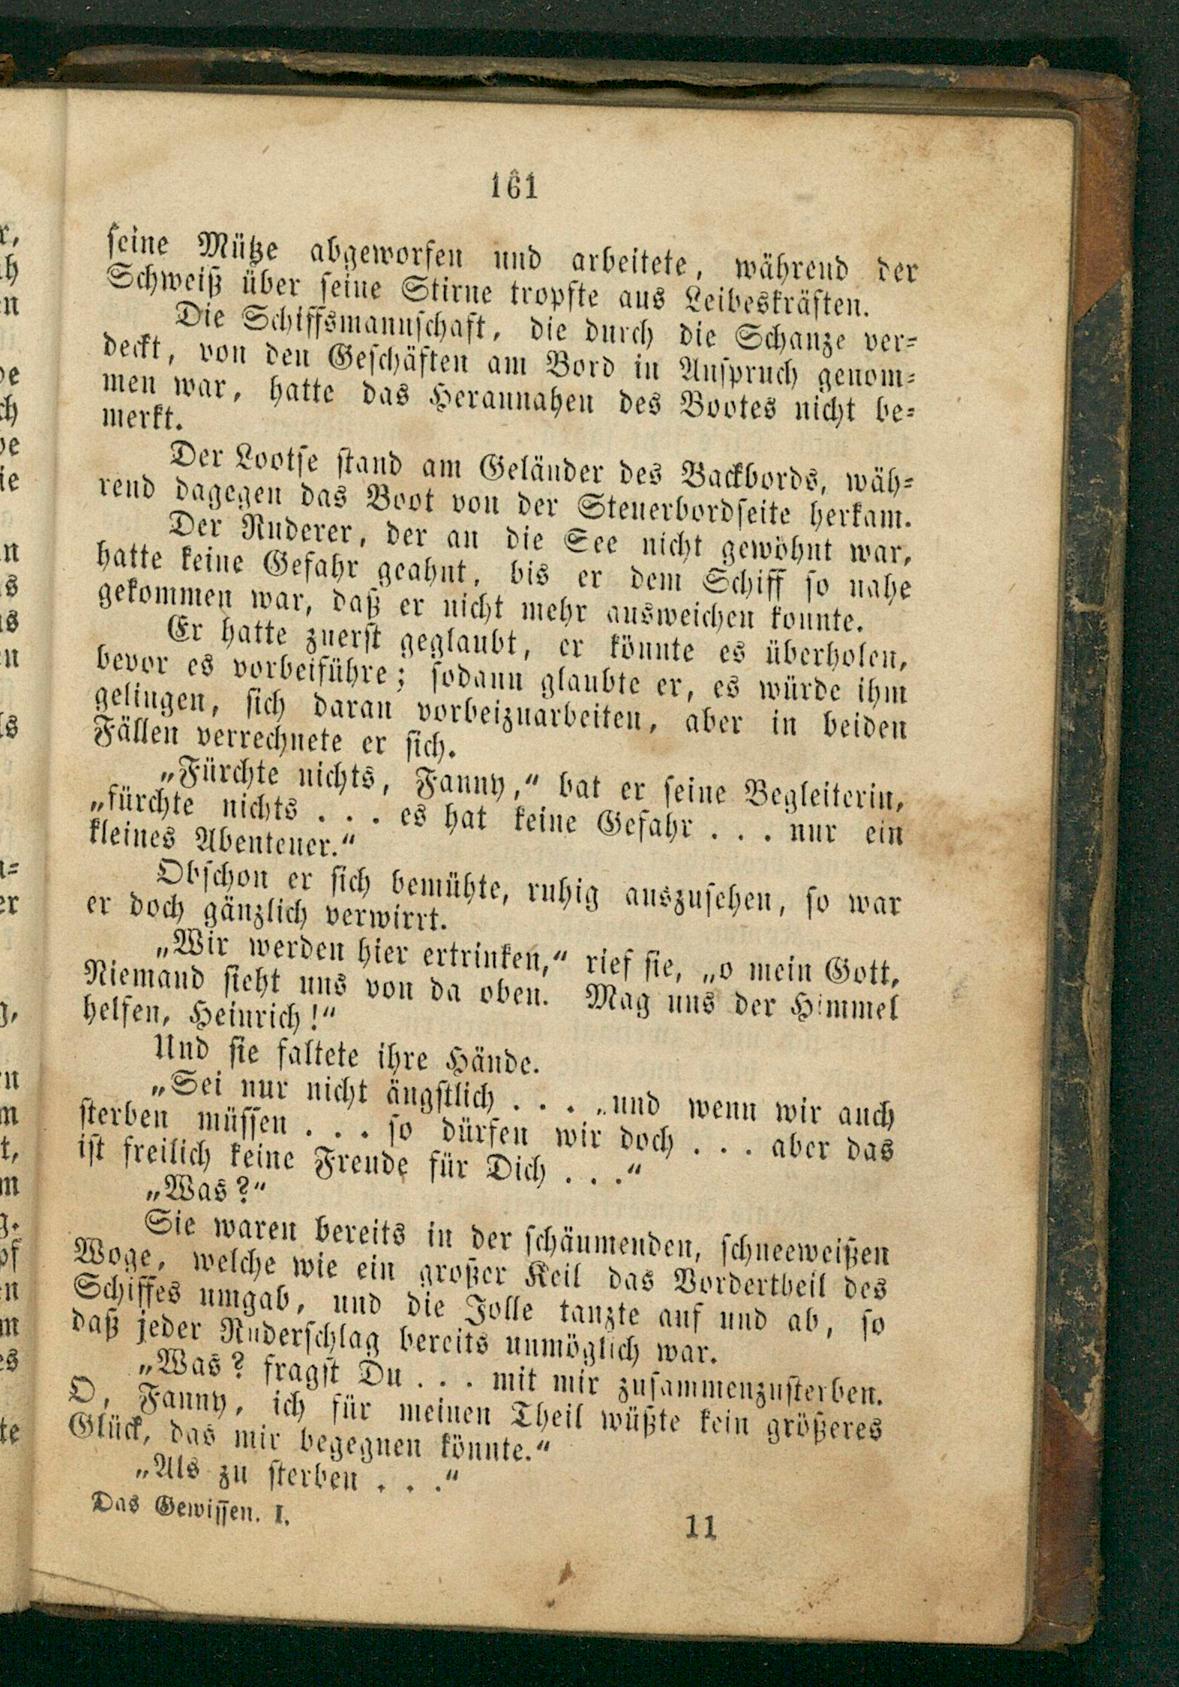 161
seine Mütze abgeworfen und arbeitete, während der
Schweiß über seine Stirne tropfte aus Leibeskräften.
Die Schiffsmannschaft, die durch die Schanze ver-
deckt, von den Geschäften am Bord in Anspruch genom-
men war, hatte das Herannahen des Bootes nicht be-
merkt.
Der Lootse stand am Geländer des Backbords, wäh-
rend dagegen das Boot von der Steuerbordseite herkam.
Der Ruderer, der an die See nicht gewöhnt war,
hatte keine Gefahr geahnt, bis er dem Schiff so nahe
gekommen war, daß er nicht mehr ausweichen konnte.
Er hatte zuerst geglaubt, er könnte es überholen,
bevor es vorbeiführe; sodann glaubte er, es würde ihm
gelingen, sich daran vorbeizuarbeiten, aber in beiden
Fällen verrechnete er sich.
„Fürchte nichts, Fanny,“ bat er seine Begleiterin,
„fürchte nichts . . . es hat keine Gefahr . . . nur ein
kleines Abenteuer.“
Obschon er sich bemühte, ruhig auszusehen, so war
er doch gänzlich verwirrt.
„Wir werden hier ertrinken,“ rief sie, „o mein Gott,
Niemand sieht uns von da oben. Mag uns der Himmel
helfen, Heinrich!“
Und sie faltete ihre Hände.
„Sei nur nicht ängstlich . . . „und wenn wir auch
sterben müssen . . . so dürfen wir doch . . . aber das
ist freilich keine Freude für Dich . . .“
„Was?“
Sie waren bereits in der schäumenden, schneeweißen
Woge, welche wie ein großer Keil das Vordertheil des
Schiffes umgab, und die Jolle tanzte auf und ab, so
daß jeder Ruderschlag bereits unmöglich war.
„Was? fragst Du . . . mit mir zusammenzusterben.
O, Fanny, ich für meinen Theil wüßte kein größeres
Glück, das mir begegnen könnte.“
„Als zu sterben . . .“
Das Gewissen. I. 11